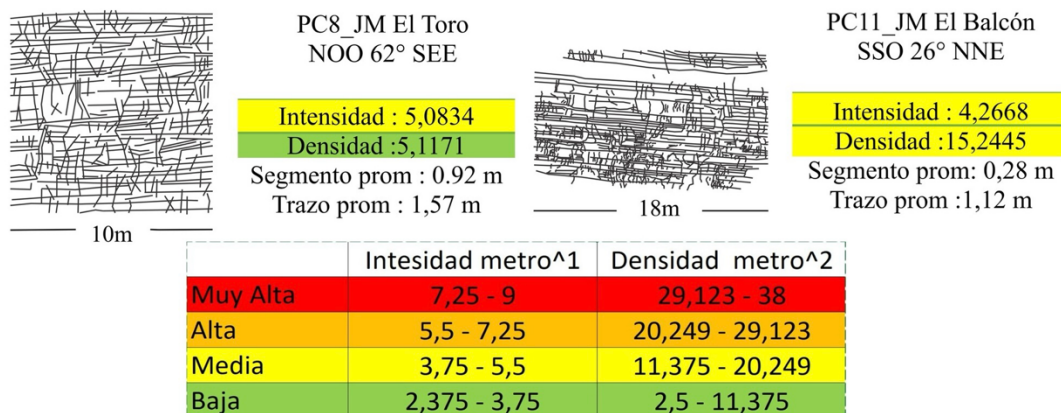 PC8_JM El Toro
NOO 62° SEE
Intensidad : 5,0834
Densidad :5,1171
Segmento prom : 0.92 m
Trazo prom : 1,57 m
10m
PC11_JM El Balcón
SSO 26° NNE
Intensidad : 4,2668
Densidad :15,2445
Segmento prom: 0,28 m
Trazo prom :1,12 m
18m
Intesidad metro^1 Densidad metro^2
Muy Alta 7,25 - 9 29,123 - 38
Alta 5,5 - 7,25 20,249 - 29,123
Media 3,75 - 5,5 11,375 - 20,249
Baja 2,375 - 3,75 2,5 - 11,375